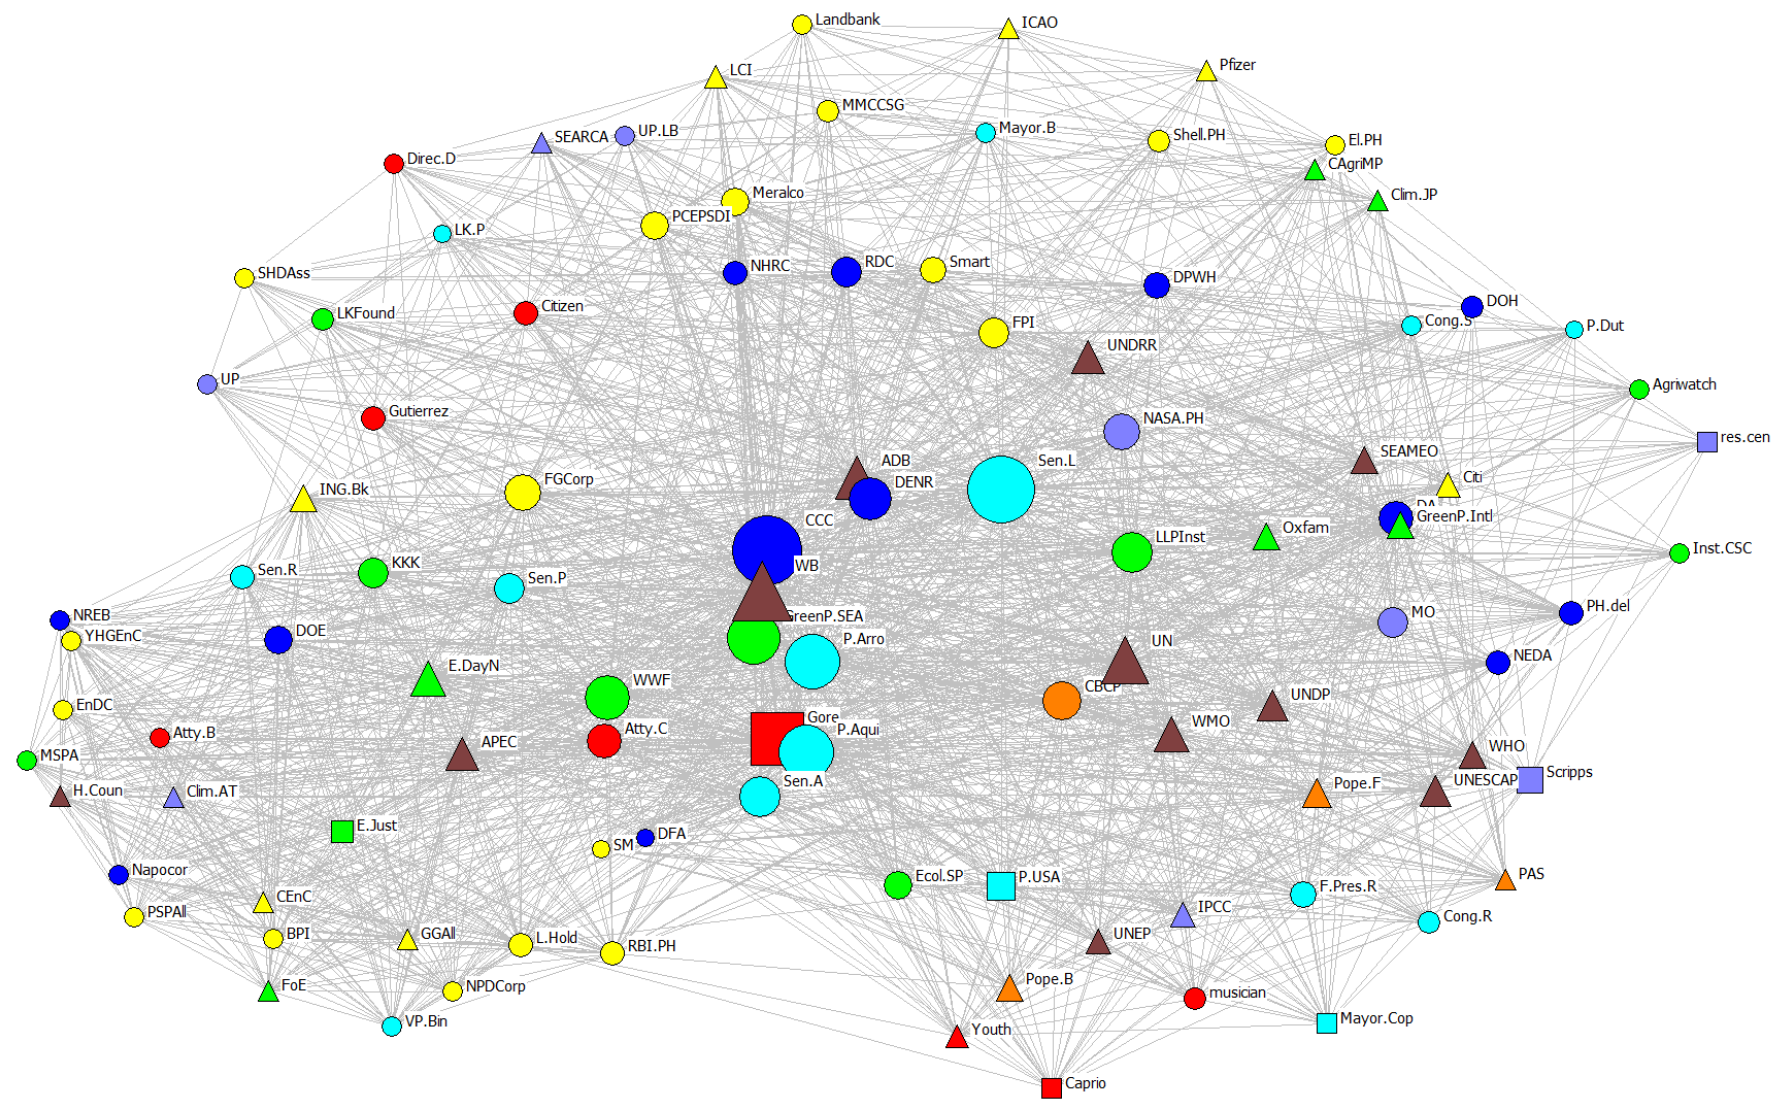 Landbank
ICAO
LCI
Pfizer
MMCCSG
SEARCA
UP.LB
Mayor.B
Shell.PH
El.PH
Direc.D
CAgriMP
Meralco
Clim.JP
PCEPSDI
LK.P
SHDAss
NHRC
RDC
Smart
DPWH
LKFound
Citizen
FPI
DOH
Cong.S
P.Dut
UNDRR
UP
Agriwatch
Gutierrez
NASA.PH
res.cen
ADB
Sen.L
SEAMEO
ING.Bk
FGCorp
DENR
Citi
DA
GreenP.Intl
CCC
Oxfam
LLPInst
Inst.CSC
Sen.R
KKK
Sen.P
WB
NREB
GreenP.SEA
MO
PH.del
YHGEnC
DOE
P.Arro
UN
NEDA
E.DayN
WWF
CBCP
UNDP
EnDC
Atty.B
Atty.C
Gore
P.Aqui
WMO
MSPA
APEC
WHO
H.Coun
Clim.AT
Sen.A
Pope.F
UNESCAP
Scripps
E.Just
SM
DFA
Napocor
Ecol.SP
P.USA
F.Pres.R
PAS
CEnC
PSPAll
BPI
GGAll
L.Hold
RBI.PH
IPCC
Cong.R
UNEP
FoE
NPDCorp
Pope.B
musician
VP.Bin
Youth
Mayor.Cop
Caprio